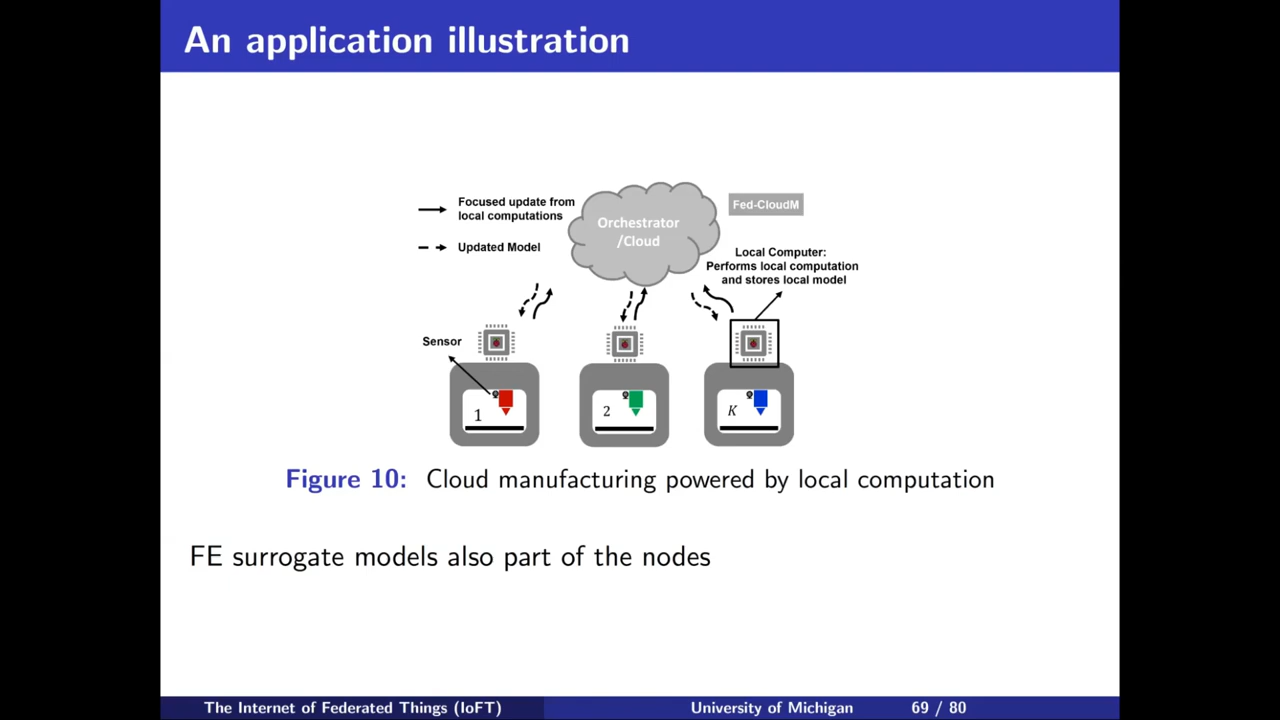 An application illustration
Focused update from
local computations
Updated Model
Orchestrator
/Cloud
Fed-CloudM
Local Computer:
Performs local computation
and stores local model
Sensor
1
2
K
Figure 10: Cloud manufacturing powered by local computation
FE surrogate models also part of the nodes
The Internet of Federated Things (IoFT)
University of Michigan
69 / 80